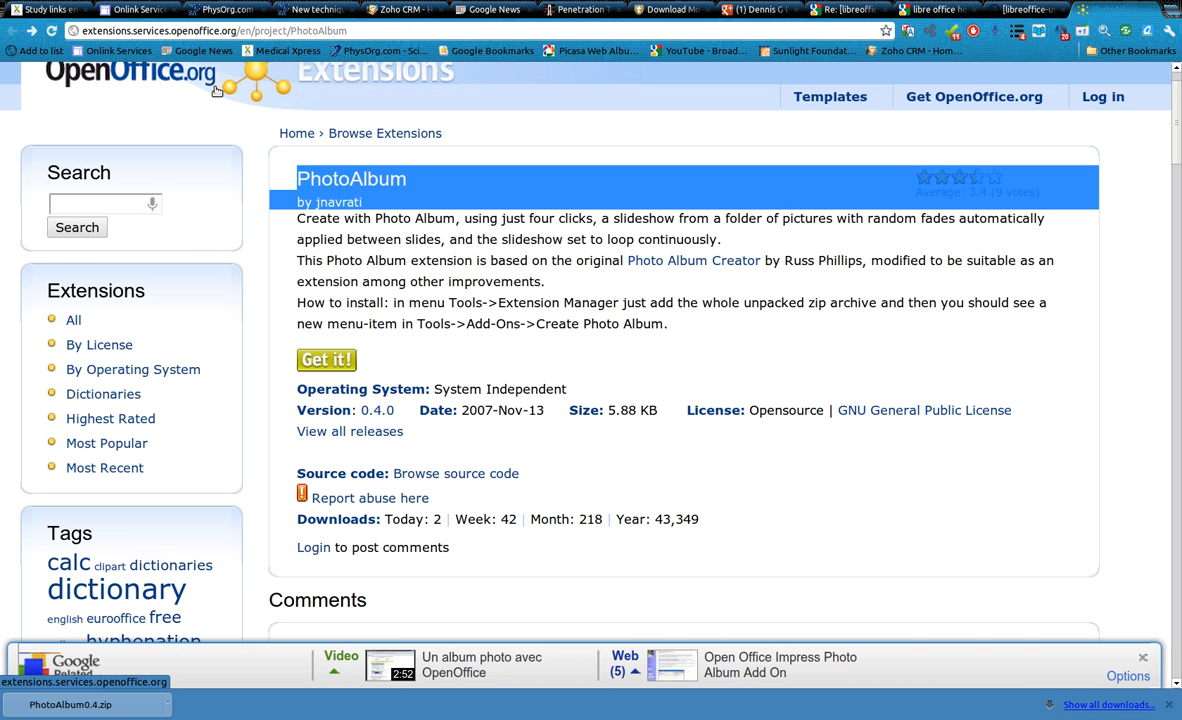 Study links en
Onlink Service
PhysOrg.com
New techniqu
Zoho CRM - H
Google News
Penetration T
Download Mo
(1) Dennis G
Re: [libreoffic
libre office ho
[libreoffice-us
extensions.services.openoffice.org/en/project/PhotoAlbum
Add to list
Onlink Services
Google News
Medical Xpress
PhysOrg.com - Sci...
Google Bookmarks
Picasa Web Albu...
YouTube - Broad...
Sunlight Foundat...
Zoho CRM - Hom...
Other Bookmarks
OpenOffice.org
Extensions
Templates
Get OpenOffice.org
Log in
Home › Browse Extensions
Search
Search
Extensions
All
By License
By Operating System
Dictionaries
Highest Rated
Most Popular
Most Recent
Tags
calc clipart dictionaries
dictionary
english eurooffice free
hyphenation
PhotoAlbum
Average: 3.4 (9 votes)
by jnavrati
Create with Photo Album, using just four clicks, a slideshow from a folder of pictures with random fades automatically
applied between slides, and the slideshow set to loop continuously.
This Photo Album extension is based on the original Photo Album Creator by Russ Phillips, modified to be suitable as an
extension among other improvements.
How to install: in menu Tools->Extension Manager just add the whole unpacked zip archive and then you should see a
new menu-item in Tools->Add-Ons->Create Photo Album.
Get it!
Operating System: System Independent
Version: 0.4.0 Date: 2007-Nov-13 Size: 5.88 KB License: Opensource | GNU General Public License
View all releases
Source code: Browse source code
Report abuse here
Downloads: Today: 2 | Week: 42 | Month: 218 | Year: 43,349
Login to post comments
Comments
Google
Related
Video
2:52
Un album photo avec
OpenOffice
Web
(5)
Open Office Impress Photo
Album Add On
Options
extensions.services.openoffice.org
PhotoAlbum0.4.zip
Show all downloads...